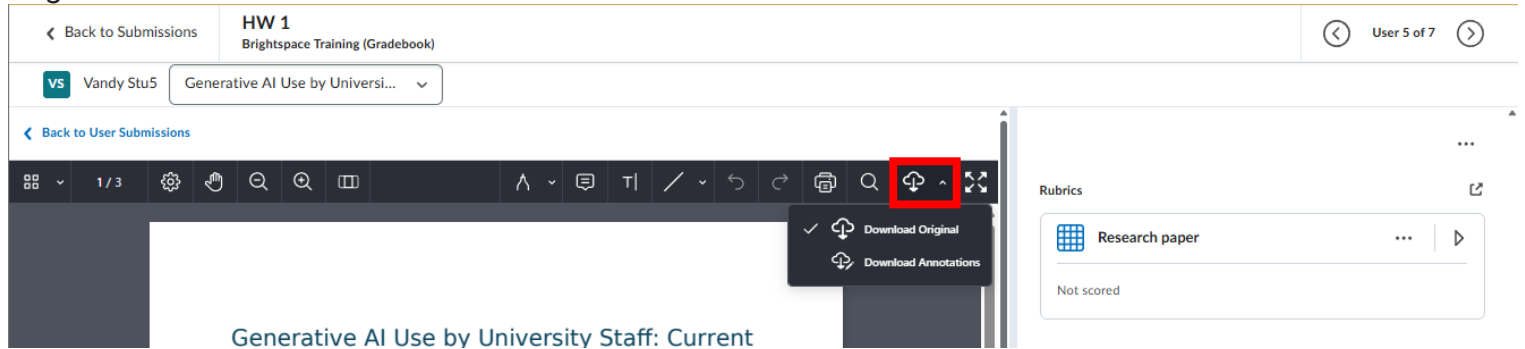 Back to Submissions
HW 1
Brightspace Training (Gradebook)
User 5 of 7
VS
Vandy Stu5
Generative AI Use by Universi...
Back to User Submissions
1 / 3
T
Rubrics
Download Original
Download Annotations
Research paper
Not scored
Generative AI Use by University Staff: Current